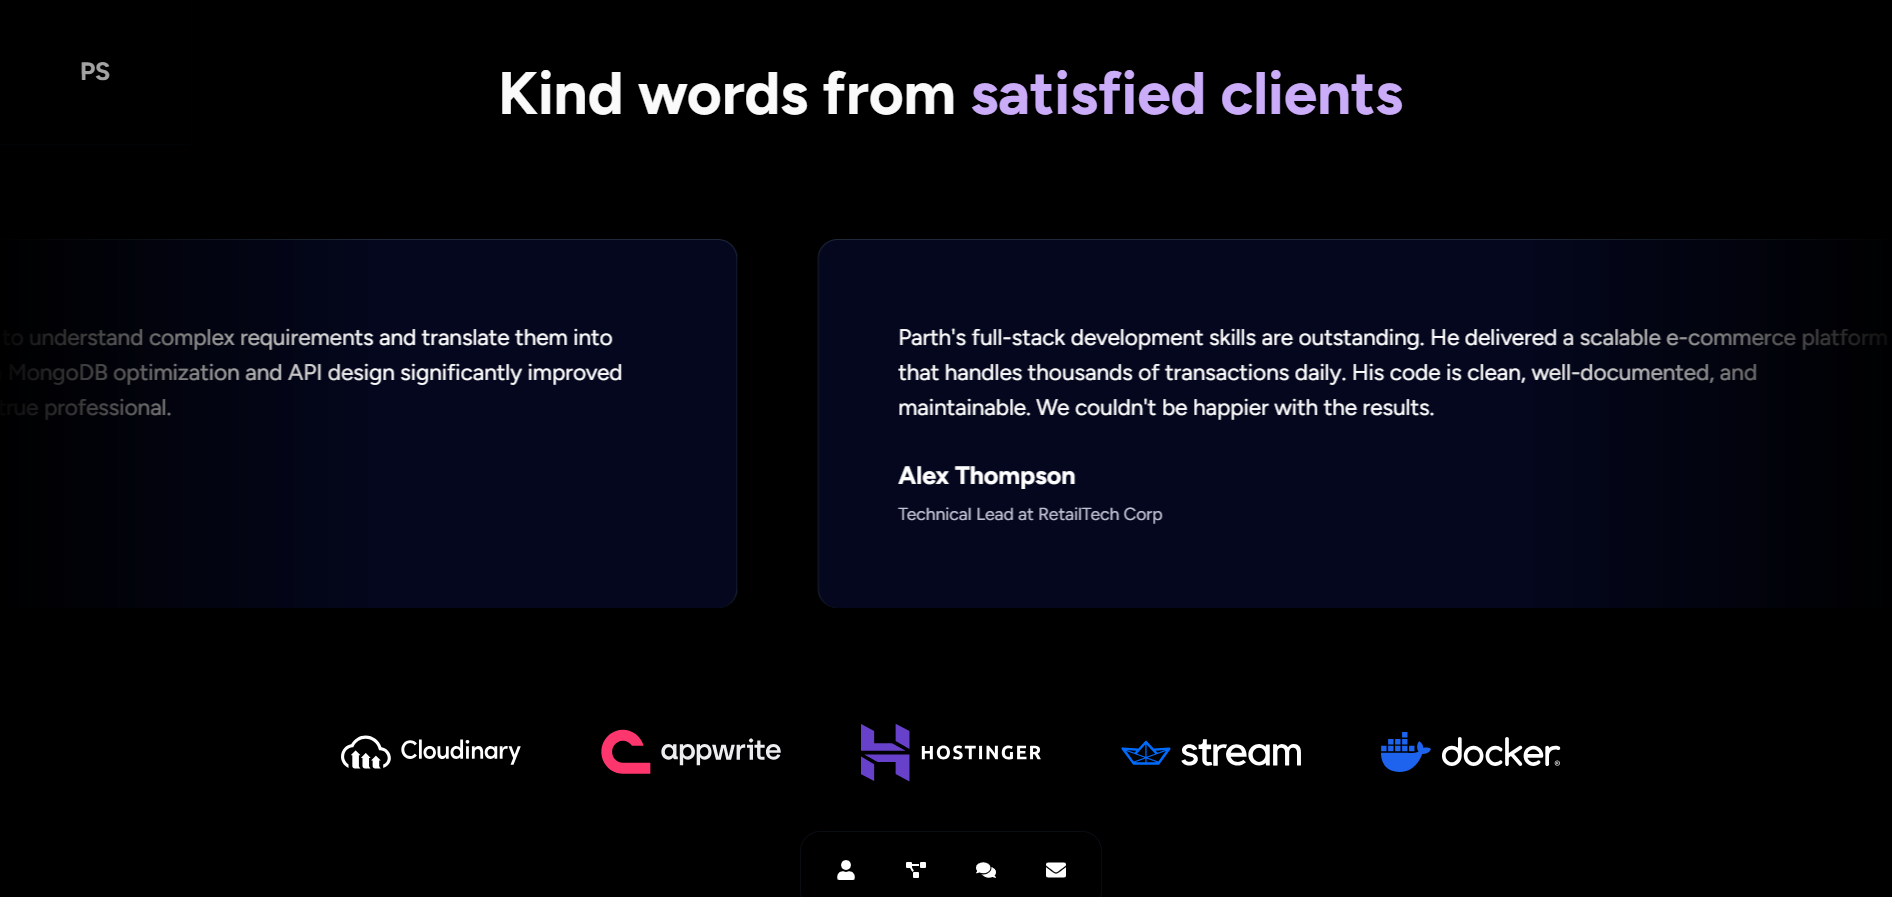 PS
Kind words from satisfied clients
to understand complex requirements and translate them into
MongoDB optimization and API design significantly improved
true professional.
Parth's full-stack development skills are outstanding. He delivered a scalable e-commerce platform
that handles thousands of transactions daily. His code is clean, well-documented, and
maintainable. We couldn't be happier with the results.
Alex Thompson
Technical Lead at RetailTech Corp
Cloudinary
appwrite
HOSTINGER
stream
docker®